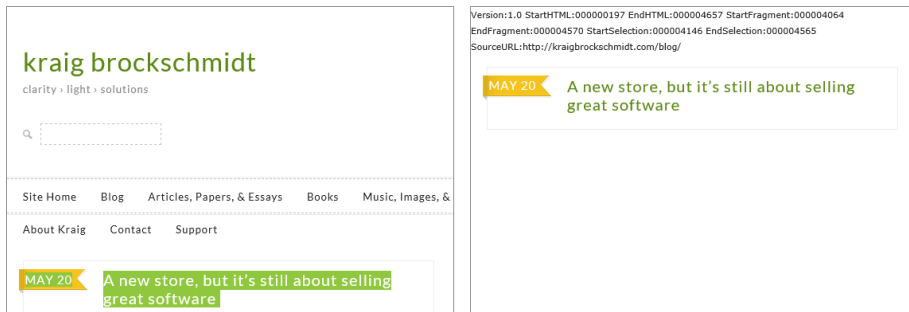 kraig brockschmidt
clarity › light › solutions
Site Home Blog Articles, Papers, & Essays Books Music, Images, &
About Kraig Contact Support
MAY 20
A new store, but it’s still about selling
great software
Version:1.0 StartHTML:000000197 EndHTML:000004657 StartFragment:000004064
EndFragment:000004570 StartSelection:000004146 EndSelection:000004565
SourceURL:http://kraigbrockschmidt.com/blog/
MAY 20
A new store, but it’s still about selling
great software